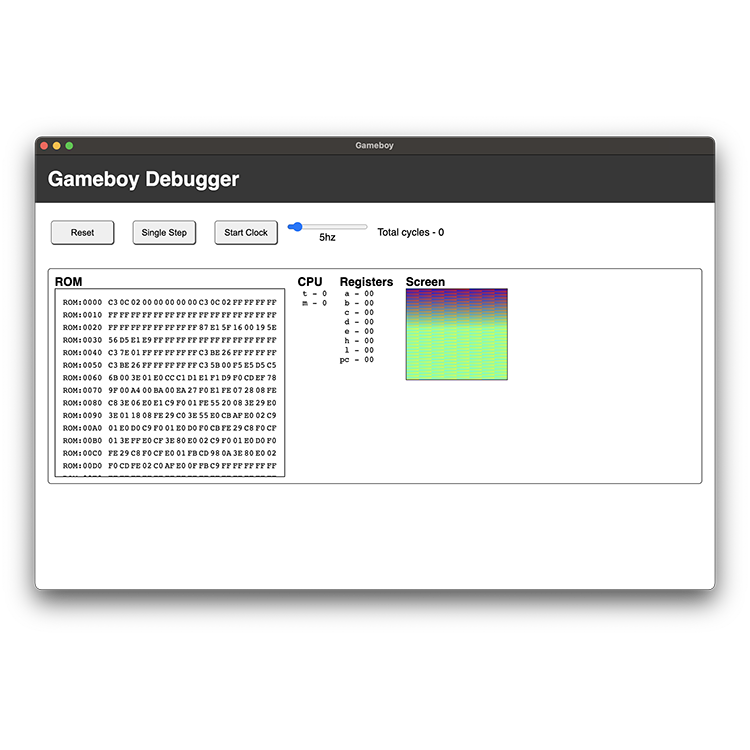 Gameboy
Gameboy Debugger
Reset
Single Step
Start Clock
5hz
Total cycles - 0
ROM
ROM:0000 C3 0C 02 00 00 00 00 00 C3 0C 02 FF FF FF FF FF
ROM:0010 FF FF FF FF FF FF FF FF FF FF FF FF FF FF FF FF
ROM:0020 FF FF FF FF FF FF FF FF 87 E1 5F 16 00 19 5E
ROM:0030 56 D5 E1 E9 FF FF FF FF FF FF FF FF FF FF FF FF
ROM:0040 C3 7E 01 FF FF FF FF FF C3 BE 26 FF FF FF FF FF
ROM:0050 C3 BE 26 FF FF FF FF FF C3 5B 00 F5 E5 D5 C5
ROM:0060 6B 00 3E 01 E0 CC C1 D1 E1 F1 D9 F0 CD EF 78
ROM:0070 9F 00 A4 00 BA 00 EA 27 F0 E1 FE 07 28 08 FE
ROM:0080 C8 3E 06 E0 E1 C9 F0 01 FE 55 20 08 3E 29 E0
ROM:0090 3E 01 18 08 FE 29 C0 3E 55 E0 CB AF E0 02 C9
ROM:00A0 01 E0 D0 C9 F0 01 E0 D0 F0 CB FE 29 C8 F0 CF
ROM:00B0 01 3E FF E0 CF 3E 80 E0 02 C9 F0 01 E0 D0 F0
ROM:00C0 FE 29 C8 F0 CF FE 01 FB CD 98 0A 3E 80 E0 02
ROM:00D0 F0 CD FE 02 C0 AF E0 0F FB C9 FF FF FF FF FF
CPU
t - 0
m - 0
Registers
a - 00
b - 00
c - 00
d - 00
e - 00
h - 00
l - 00
pc - 00
Screen